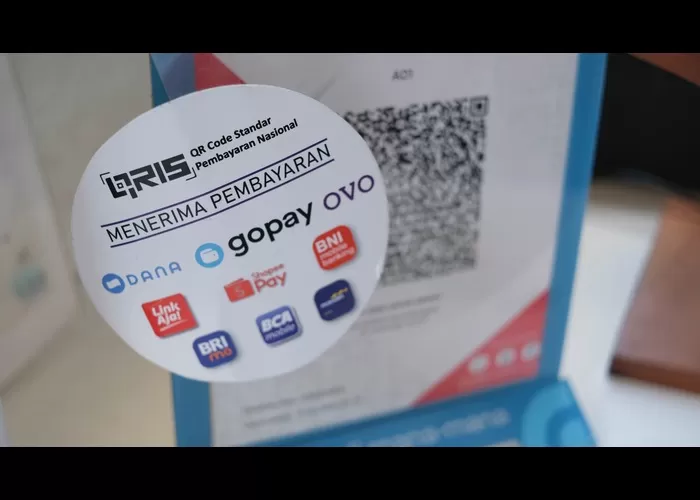 A01
QRIS
QR Code Standar
Pembayaran Nasional
MENERIMA PEMBAYARAN
DANA
gopay
OVO
Link
Aja!
Shopee
Pay
BNI
mobile
banking
BRI
mo
BCA
mobile